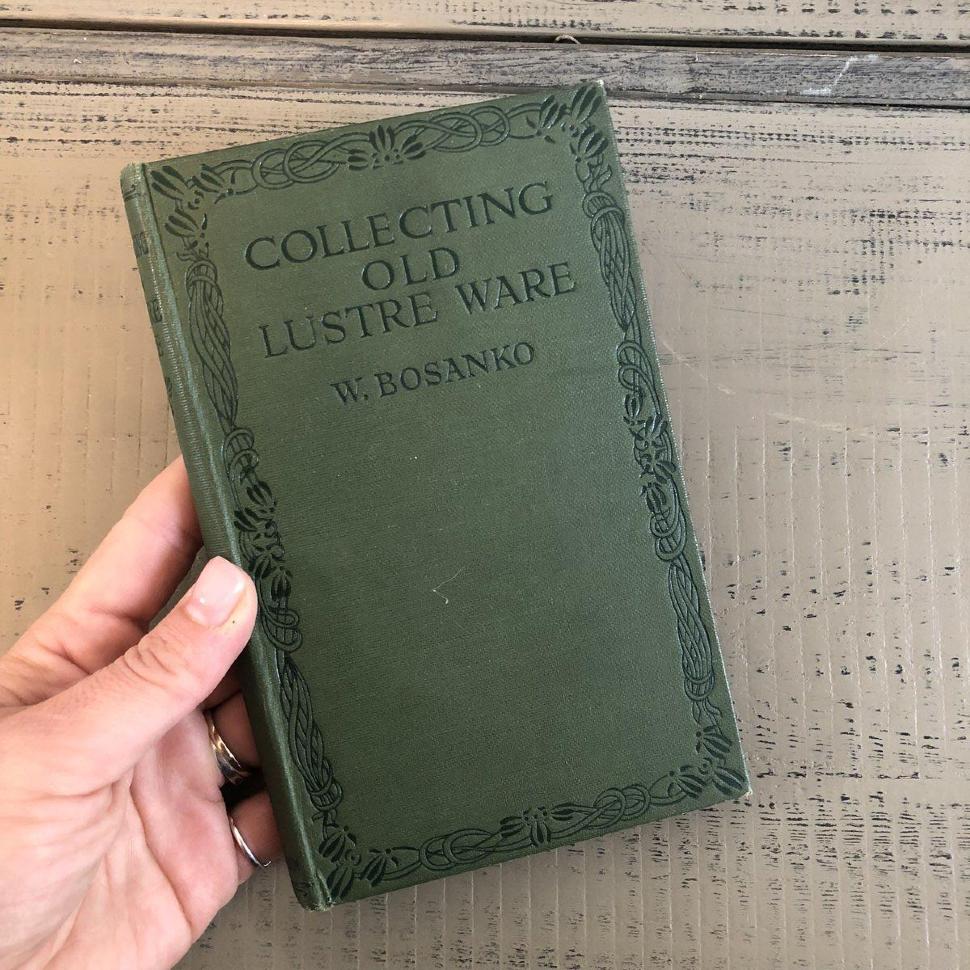 COLLECTING
OLD
LUSTRE WARE
W. BOSANKO